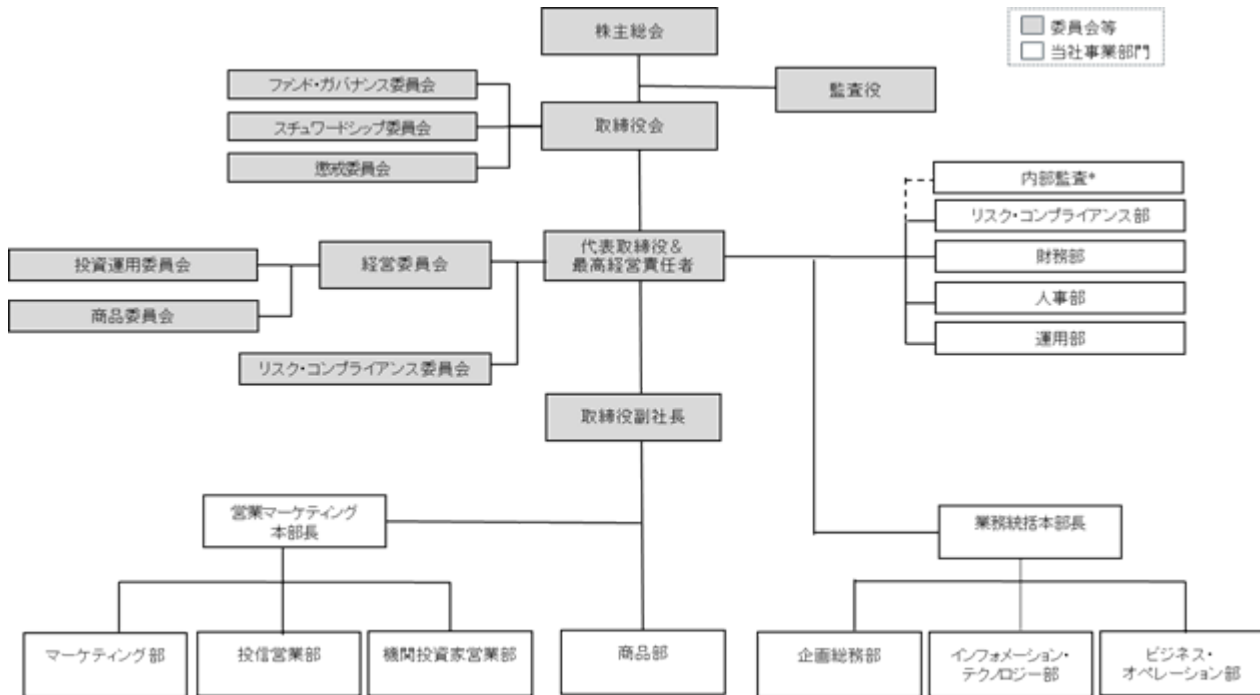 株主総会
委員会等
当社事業部門
ファンド・ガバナンス委員会
監査役
スチュワードシップ委員会
取締役会
懲戒委員会
内部監査*
リスク・コンプライアンス部
投資運用委員会
経営委員会
代表取締役＆
最高経営責任者
財務部
商品委員会
人事部
リスク・コンプライアンス委員会
運用部
取締役副社長
営業マーケティング
本部長
業務統括本部長
マーケティング部
投信営業部
機関投資家営業部
商品部
企画総務部
インフォメーション・
テクノロジー部
ビジネス・
オペレーション部